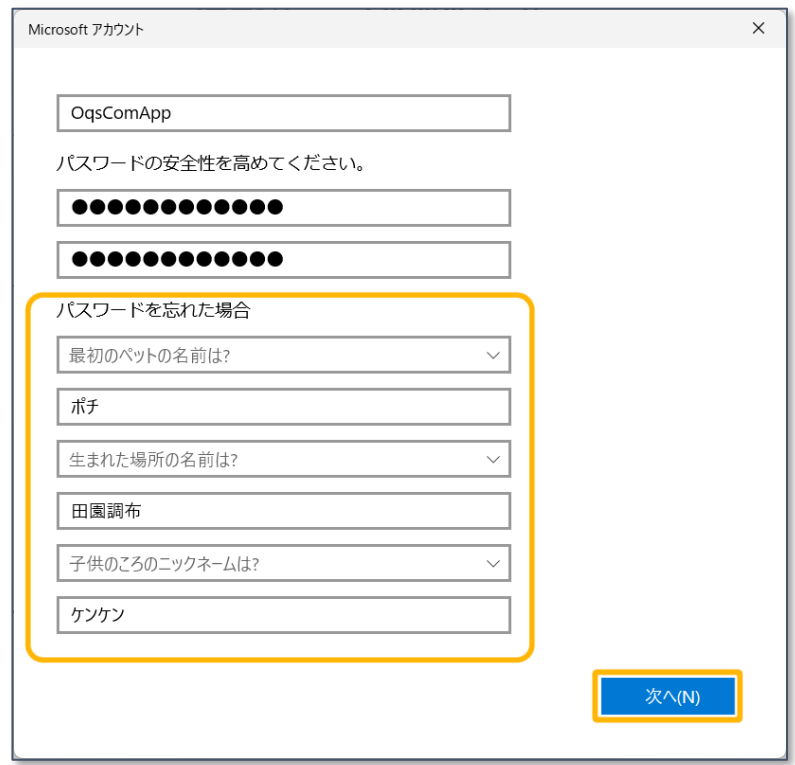 Microsoft アカウント
OqsComApp
パスワードの安全性を高めてください。
●●●●●●●●●●●●
●●●●●●●●●●●●
パスワードを忘れた場合
最初のペットの名前は?
ポチ
生まれた場所の名前は?
田園調布
子供のころのニックネームは?
ケンケン
次へ(N)